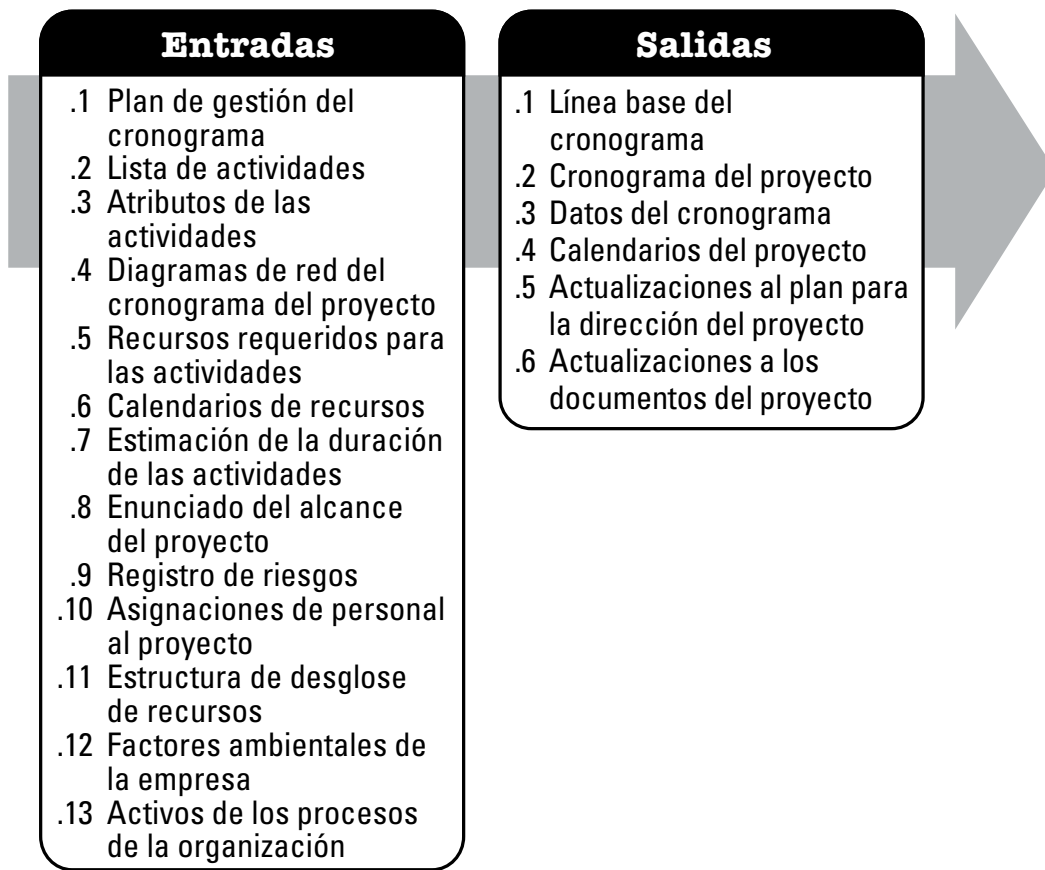 Entradas
.1 Plan de gestión del
cronograma
.2 Lista de actividades
.3 Atributos de las
actividades
.4 Diagramas de red del
cronograma del proyecto
.5 Recursos requeridos para
las actividades
.6 Calendarios de recursos
.7 Estimación de la duración
de las actividades
.8 Enunciado del alcance
del proyecto
.9 Registro de riesgos
.10 Asignaciones de personal
al proyecto
.11 Estructura de desglose
de recursos
.12 Factores ambientales de
la empresa
.13 Activos de los procesos
de la organización
Salidas
.1 Línea base del
cronograma
.2 Cronograma del proyecto
.3 Datos del cronograma
.4 Calendarios del proyecto
.5 Actualizaciones al plan para
la dirección del proyecto
.6 Actualizaciones a los
documentos del proyecto